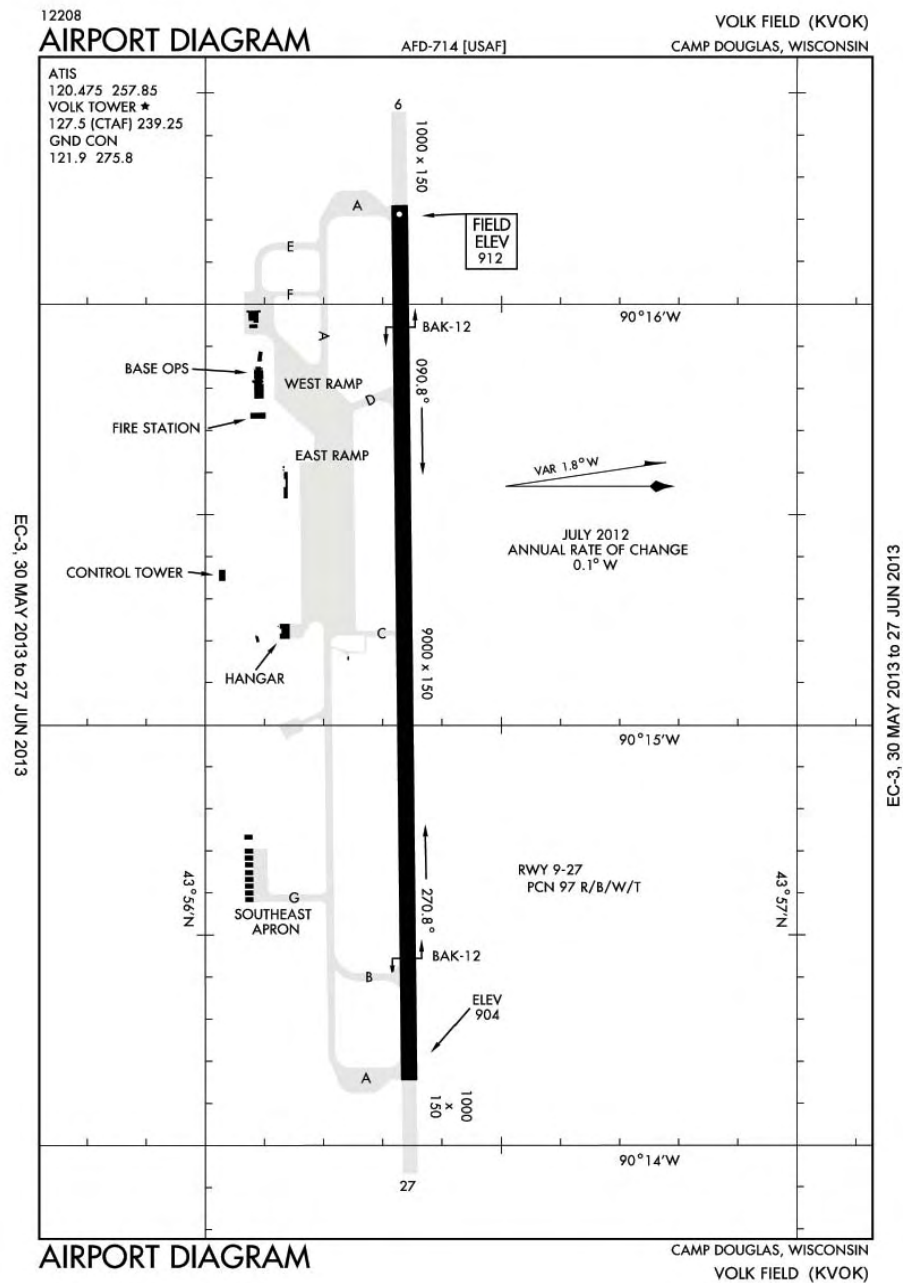 12208
AIRPORT DIAGRAM
AFD-714 [USAF]
VOLK FIELD (KVOK)
CAMP DOUGLAS, WISCONSIN
ATIS
120.475 257.85
VOLK TOWER ★
127.5 (CTAF) 239.25
GND CON
121.9 275.8
6
1000 x 150
A
FIELD
ELEV
912
E
F
90°16'W
A
BAK-12
BASE OPS
WEST RAMP
090.8°
D
FIRE STATION
EAST RAMP
VAR 1.8°W
JULY 2012
ANNUAL RATE OF CHANGE
0.1° W
CONTROL TOWER
C
9000 x 150
HANGAR
90°15'W
EC-3, 30 MAY 2013 to 27 JUN 2013
EC-3, 30 MAY 2013 to 27 JUN 2013
RWY 9-27
PCN 97 R/B/W/T
43°56'N
43°57'N
G
SOUTHEAST
APRON
270.8°
BAK-12
B
ELEV
904
A
1000
x
150
90°14'W
27
AIRPORT DIAGRAM
CAMP DOUGLAS, WISCONSIN
VOLK FIELD (KVOK)